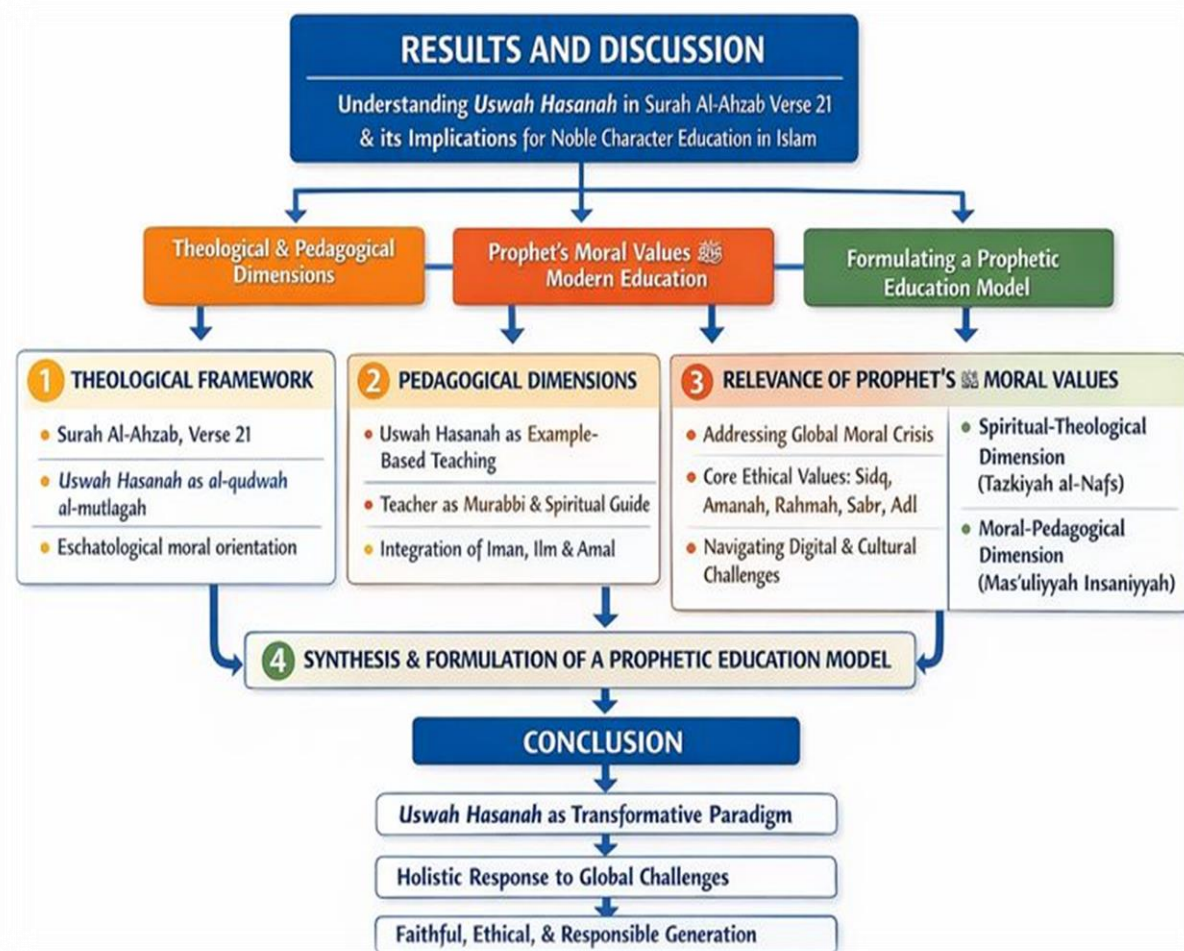 RESULTS AND DISCUSSION
Understanding Uswah Hasanah in Surah Al-Ahzab Verse 21
& its Implications for Noble Character Education in Islam
Theological & Pedagogical
Dimensions
Prophet's Moral Values ﷺ
Modern Education
Formulating a Prophetic
Education Model
1 THEOLOGICAL FRAMEWORK
• Surah Al-Ahzab, Verse 21
• Uswah Hasanah as al-qudwah
al-mutlagah
• Eschatological moral orientation
2 PEDAGOGICAL DIMENSIONS
• Uswah Hasanah as Example-
Based Teaching
• Teacher as Murabbi & Spiritual Guide
• Integration of Iman, Ilm & Amal
3 RELEVANCE OF PROPHET'S ﷺ MORAL VALUES
• Addressing Global Moral Crisis
• Core Ethical Values: Sidq,
Amanah, Rahmah, Sabr, Adl
• Navigating Digital & Cultural
Challenges
• Spiritual-Theological
Dimension
(Tazkiyah al-Nafs)
• Moral-Pedagogical
Dimension
(Mas'uliyyah Insaniyyah)
4 SYNTHESIS & FORMULATION OF A PROPHETIC EDUCATION MODEL
CONCLUSION
Uswah Hasanah as Transformative Paradigm
Holistic Response to Global Challenges
Faithful, Ethical, & Responsible Generation